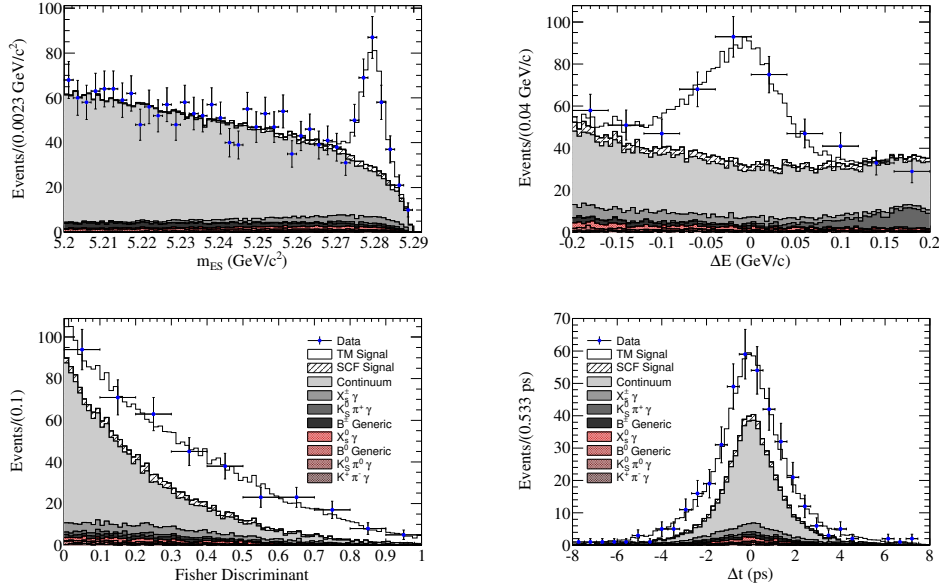 Events/(0.0023 GeV/c²)
100
80
60
40
20
0
5.2 5.21 5.22 5.23 5.24 5.25 5.26 5.27 5.28 5.29
m_ES (GeV/c²)
Events/(0.04 GeV/c)
100
80
60
40
20
0
-0.2 -0.15 -0.1 -0.05 0 0.05 0.1 0.15 0.2
ΔE (GeV/c)
Events/(0.1)
100
80
60
40
20
0
0 0.1 0.2 0.3 0.4 0.5 0.6 0.7 0.8 0.9 1
Fisher Discriminant
Data
TM Signal
SCF Signal
Continuum
X_s^± γ
K_S^0 π⁺ γ
B^± Generic
X_s^0 γ
B^0 Generic
K_S^0 π^0 γ
K⁺ π⁻ γ
Events/(0.533 ps)
70
60
50
40
30
20
10
0
-8 -6 -4 -2 0 2 4 6 8
Δt (ps)
Data
TM Signal
SCF Signal
Continuum
X_s^± γ
K_S^0 π⁺ γ
B^± Generic
X_s^0 γ
B^0 Generic
K_S^0 π^0 γ
K⁺ π⁻ γ